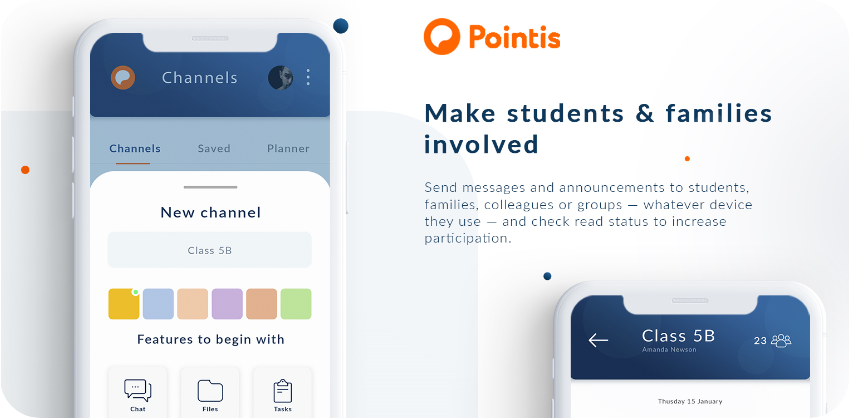 Channels
Channels Saved Planner
New channel
Class 5B
Features to begin with
Chat Files Tasks
Pointis
Make students & families
involved
Send messages and announcements to students,
families, colleagues or groups — whatever device
they use — and check read status to increase
participation.
Class 5B
Amanda Newson
23
Thusday 15 January